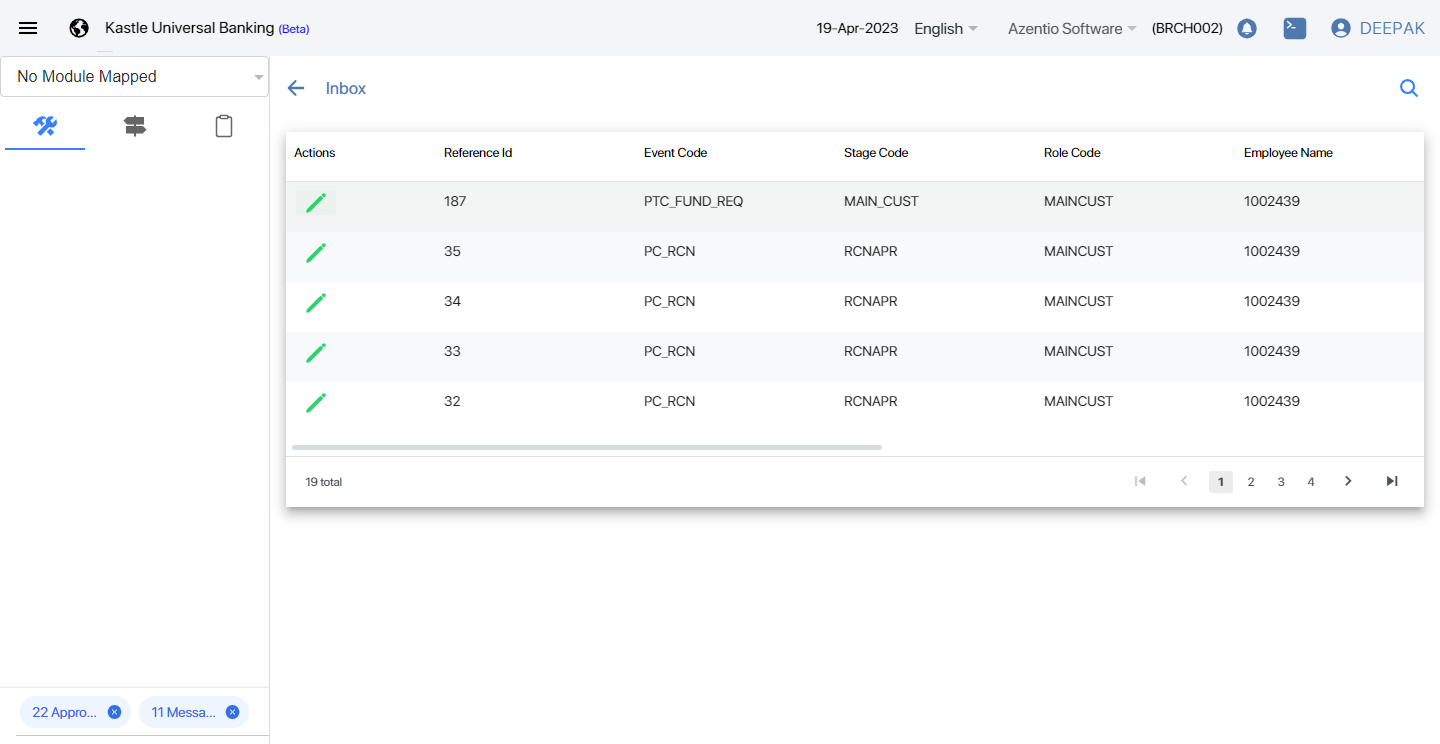 Kastle Universal Banking (Beta)
19-Apr-2023 English Azentio Software (BRCH002) DEEPAK
No Module Mapped
Inbox
Actions Reference Id Event Code Stage Code Role Code Employee Name
187 PTC_FUND_REQ MAIN_CUST MAINCUST 1002439
35 PC_RCN RCNAPR MAINCUST 1002439
34 PC_RCN RCNAPR MAINCUST 1002439
33 PC_RCN RCNAPR MAINCUST 1002439
32 PC_RCN RCNAPR MAINCUST 1002439
19 total 1 2 3 4
22 Appro... 11 Messa...